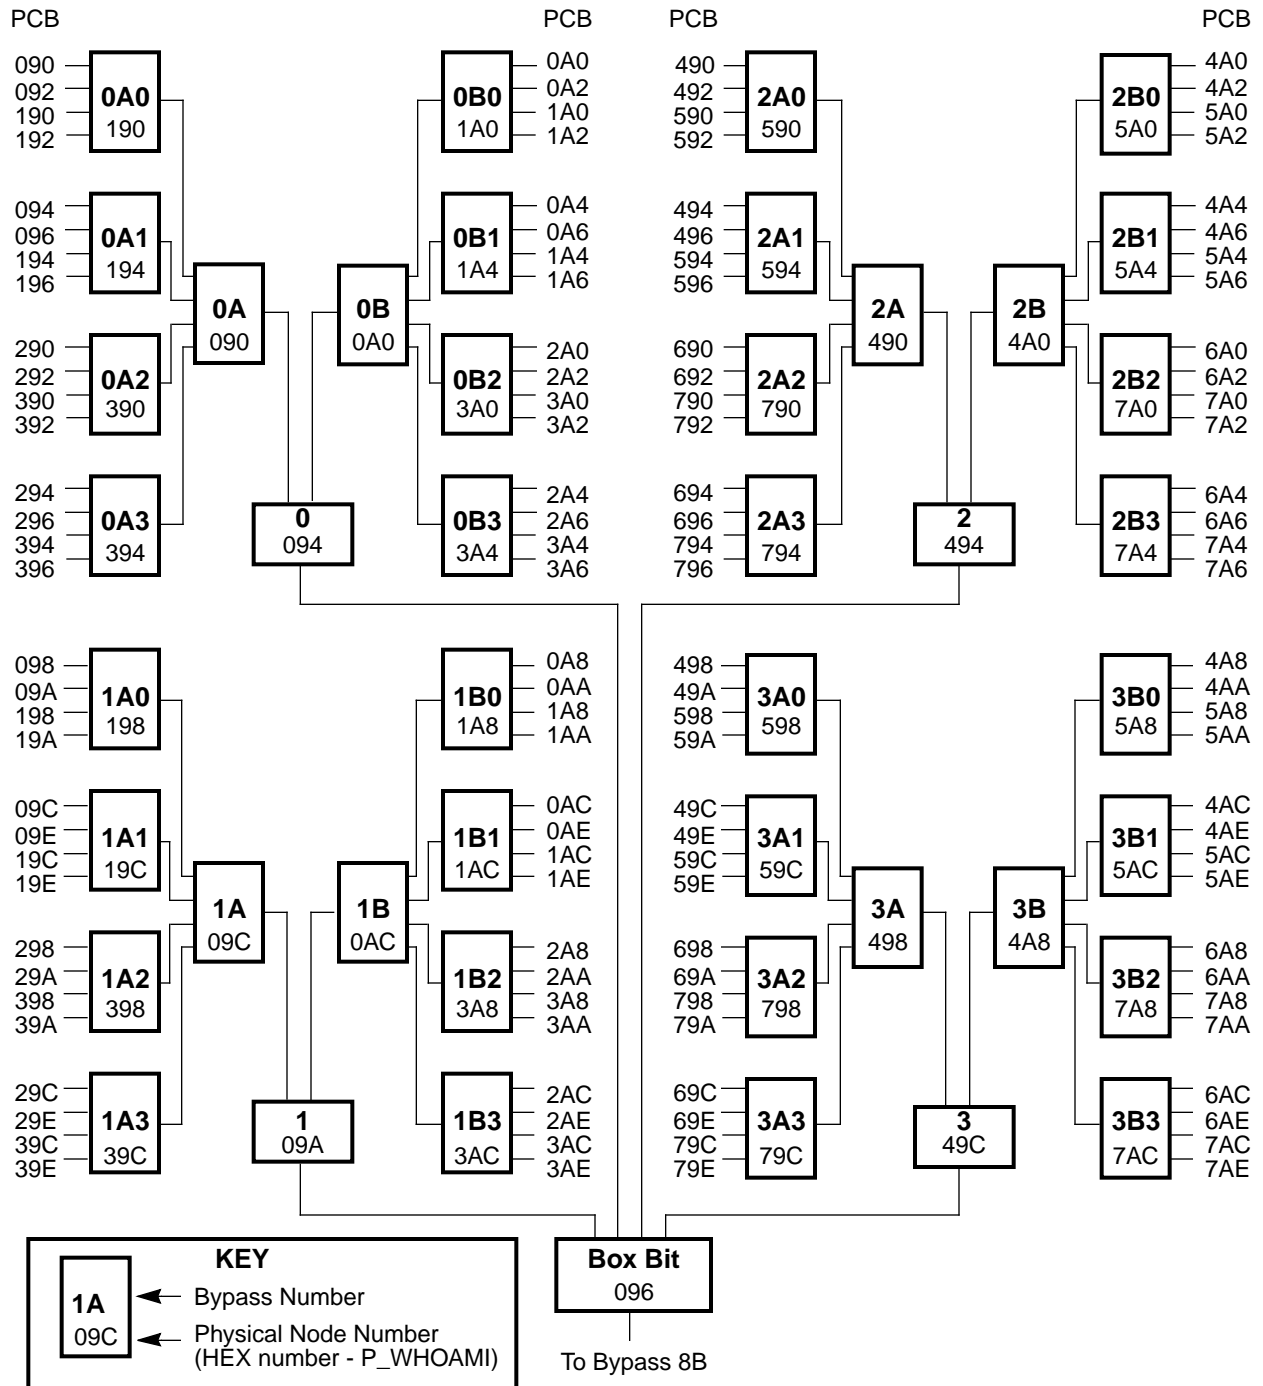 PCB
PCB
PCB
090
092
190
192
0A0
190
0B0
1A0
0A0
0A2
1A0
1A2
490
492
590
592
2A0
590
2B0
5A0
4A0
4A2
5A0
5A2
094
096
194
196
0A1
194
0B1
1A4
0A4
0A6
1A4
1A6
494
496
594
596
2A1
594
2B1
5A4
4A4
4A6
5A4
5A6
0A
090
0B
0A0
2A
490
2B
4A0
290
292
390
392
0A2
390
0B2
3A0
2A0
2A2
3A0
3A2
690
692
790
792
2A2
790
2B2
7A0
6A0
6A2
7A0
7A2
294
296
394
396
0A3
394
0
094
0B3
3A4
2A4
2A6
3A4
3A6
694
696
794
796
2A3
794
2
494
2B3
7A4
6A4
6A6
7A4
7A6
098
09A
198
19A
1A0
198
1B0
1A8
0A8
0AA
1A8
1AA
498
49A
598
59A
3A0
598
3B0
5A8
4A8
4AA
5A8
5AA
09C
09E
19C
19E
1A1
19C
1B1
1AC
0AC
0AE
1AC
1AE
49C
49E
59C
59E
3A1
59C
3B1
5AC
4AC
4AE
5AC
5AE
1A
09C
1B
0AC
3A
498
3B
4A8
298
29A
398
39A
1A2
398
1B2
3A8
2A8
2AA
3A8
3AA
698
69A
798
79A
3A2
798
3B2
7A8
6A8
6AA
7A8
7AA
29C
29E
39C
39E
1A3
39C
1
09A
1B3
3AC
2AC
2AE
3AC
3AE
69C
69E
79C
79E
3A3
79C
3
49C
3B3
7AC
6AC
6AE
7AC
7AE
KEY
1A
09C
Bypass Number
Physical Node Number
(HEX number - P_WHOAMI)
Box Bit
096
To Bypass 8B